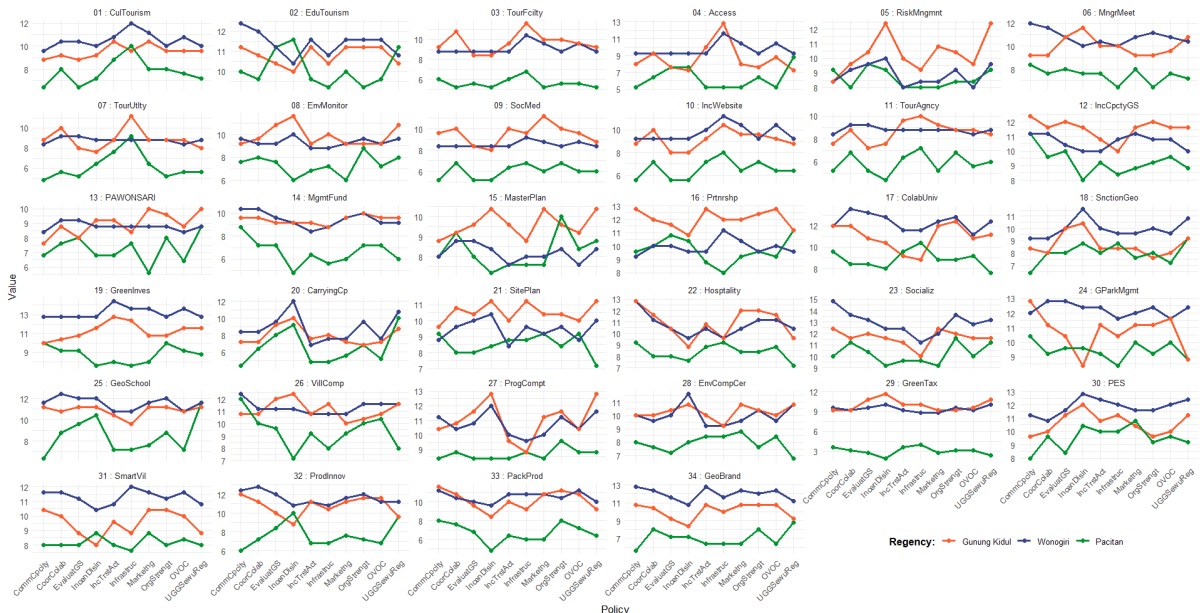 01 : CulTourism
02 : EduTourism
03 : TourFcilty
04 : Access
05 : RiskMngmnt
06 : MngrMeet
07 : TourUtlty
08 : EnvMonitor
09 : SocMed
10 : IncWebsite
11 : TourAgncy
12 : IncCpctyGS
13 : PAWONSARI
14 : MgmtFund
15 : MasterPlan
16 : Prtnrshp
17 : ColabUniv
18 : SnctionGeo
19 : GreenInves
20 : CarryingCp
21 : SitePlan
22 : Hosptality
23 : Socializ
24 : GParkMgmt
25 : GeoSchool
26 : VillComp
27 : ProgCompt
28 : EnvCompCer
29 : GreenTax
30 : PES
31 : SmartVil
32 : ProdInnov
33 : PackProd
34 : GeoBrand
Value
Policy
CommCpcity
CoorColab
EvaluatGS
IncenDisin
IncTrstAct
Infrastruc
Marketng
OrgStrengt
OVOC
UGGSewuReg
Regency: Gunung Kidul Wonogiri Pacitan